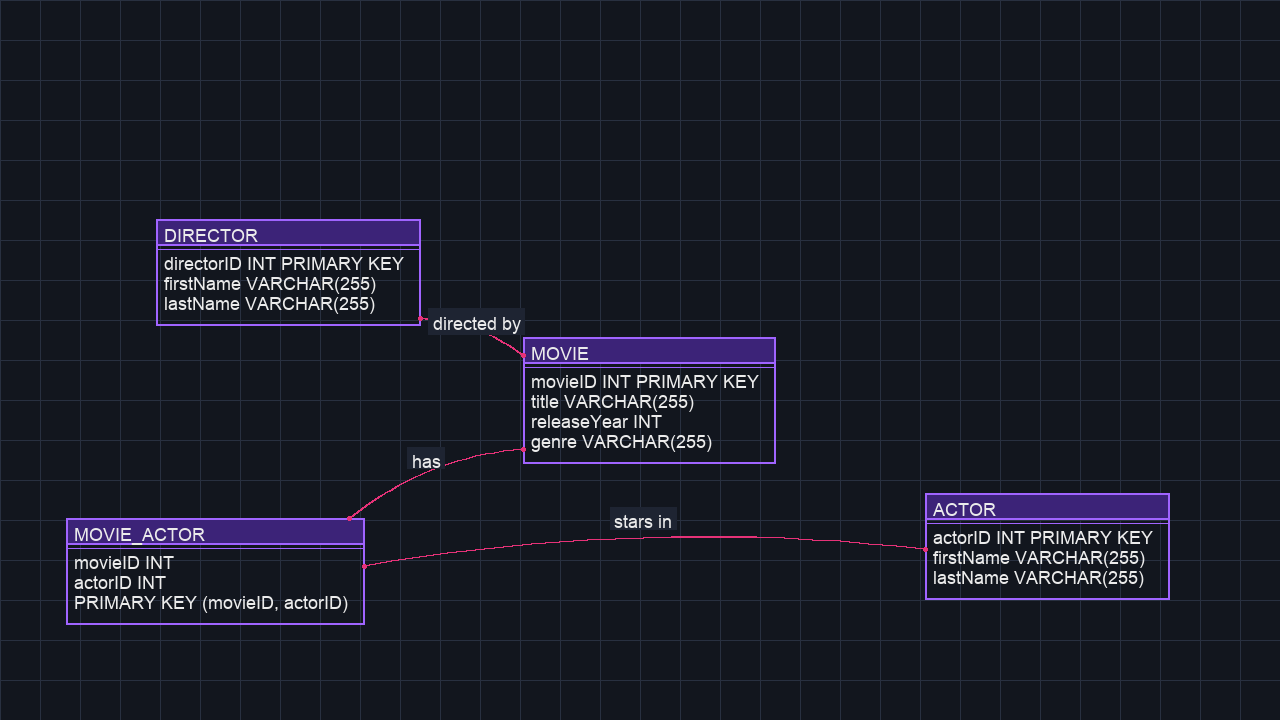 DIRECTOR
directorID INT PRIMARY KEY
firstName VARCHAR(255)
lastName VARCHAR(255)
directed by
MOVIE
movieID INT PRIMARY KEY
title VARCHAR(255)
releaseYear INT
genre VARCHAR(255)
has
stars in
MOVIE_ACTOR
movieID INT
actorID INT
PRIMARY KEY (movieID, actorID)
ACTOR
actorID INT PRIMARY KEY
firstName VARCHAR(255)
lastName VARCHAR(255)